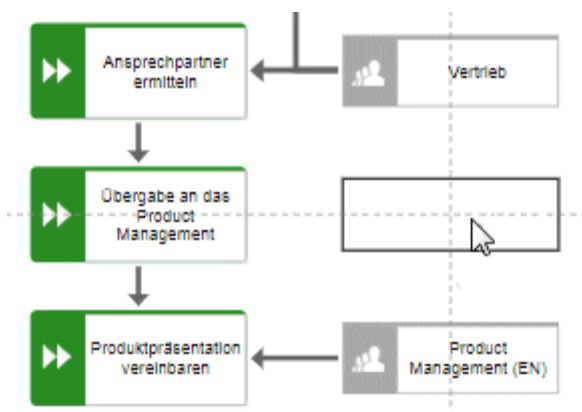 Ansprechpartner
ermitteln
Vertrieb
Übergabe an das
Product
Management
Produktpräsentation
vereinbaren
Product
Management (EN)